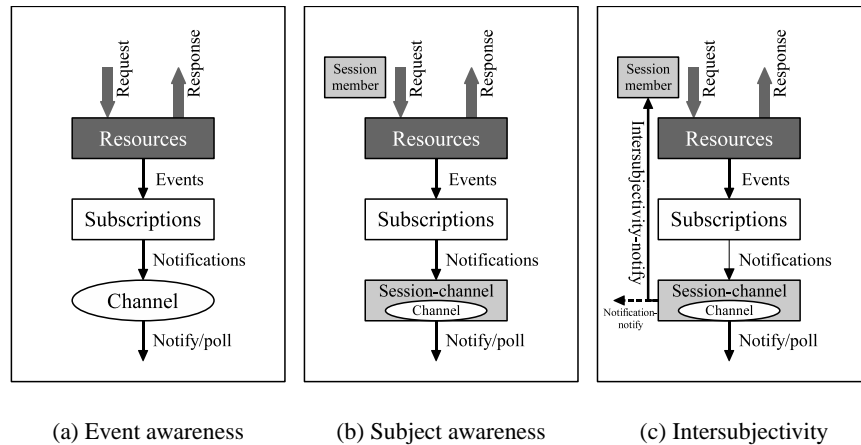 Request
Response
Resources
Events
Subscriptions
Notifications
Channel
Notify/poll
(a) Event awareness
Session
member
Request
Response
Resources
Events
Subscriptions
Notifications
Session-channel
Channel
Notify/poll
(b) Subject awareness
Session
member
Request
Response
Intersubjectivity-notify
Resources
Events
Subscriptions
Notifications
Session-channel
Channel
Notification-
notify
Notify/poll
(c) Intersubjectivity